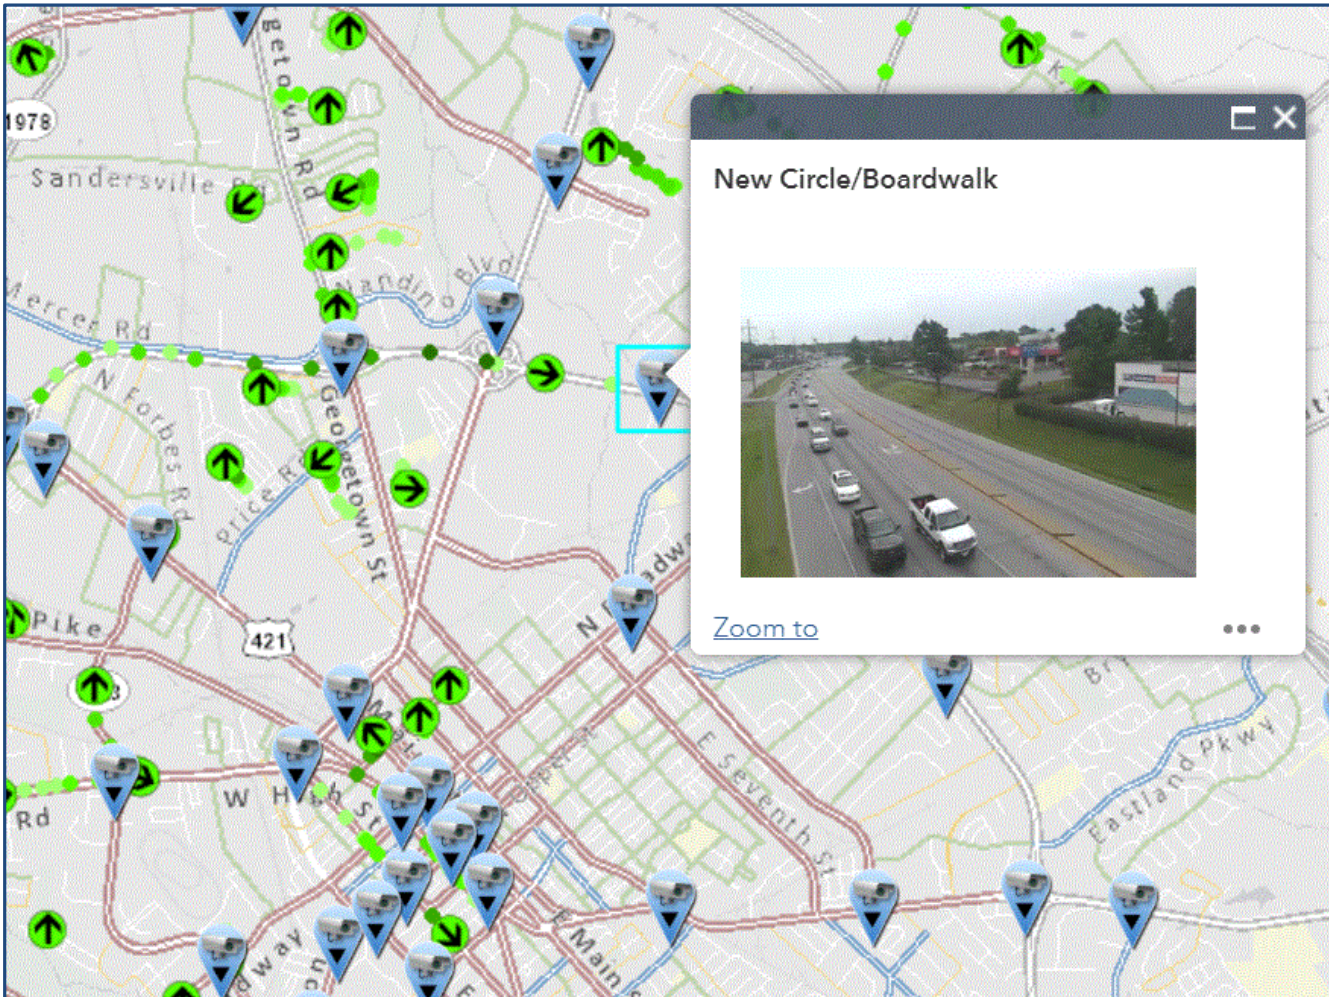 Georgetown Rd
1978
Sandersville Rd
Nandino Blvd
Mercer Rd
New Circle/Boardwalk
N Forbes Rd
Georgetown St
Price Rd
Pike
421
Zoom to
W High St
E Seventh St
Eastland Pkwy
Rd
E Main S